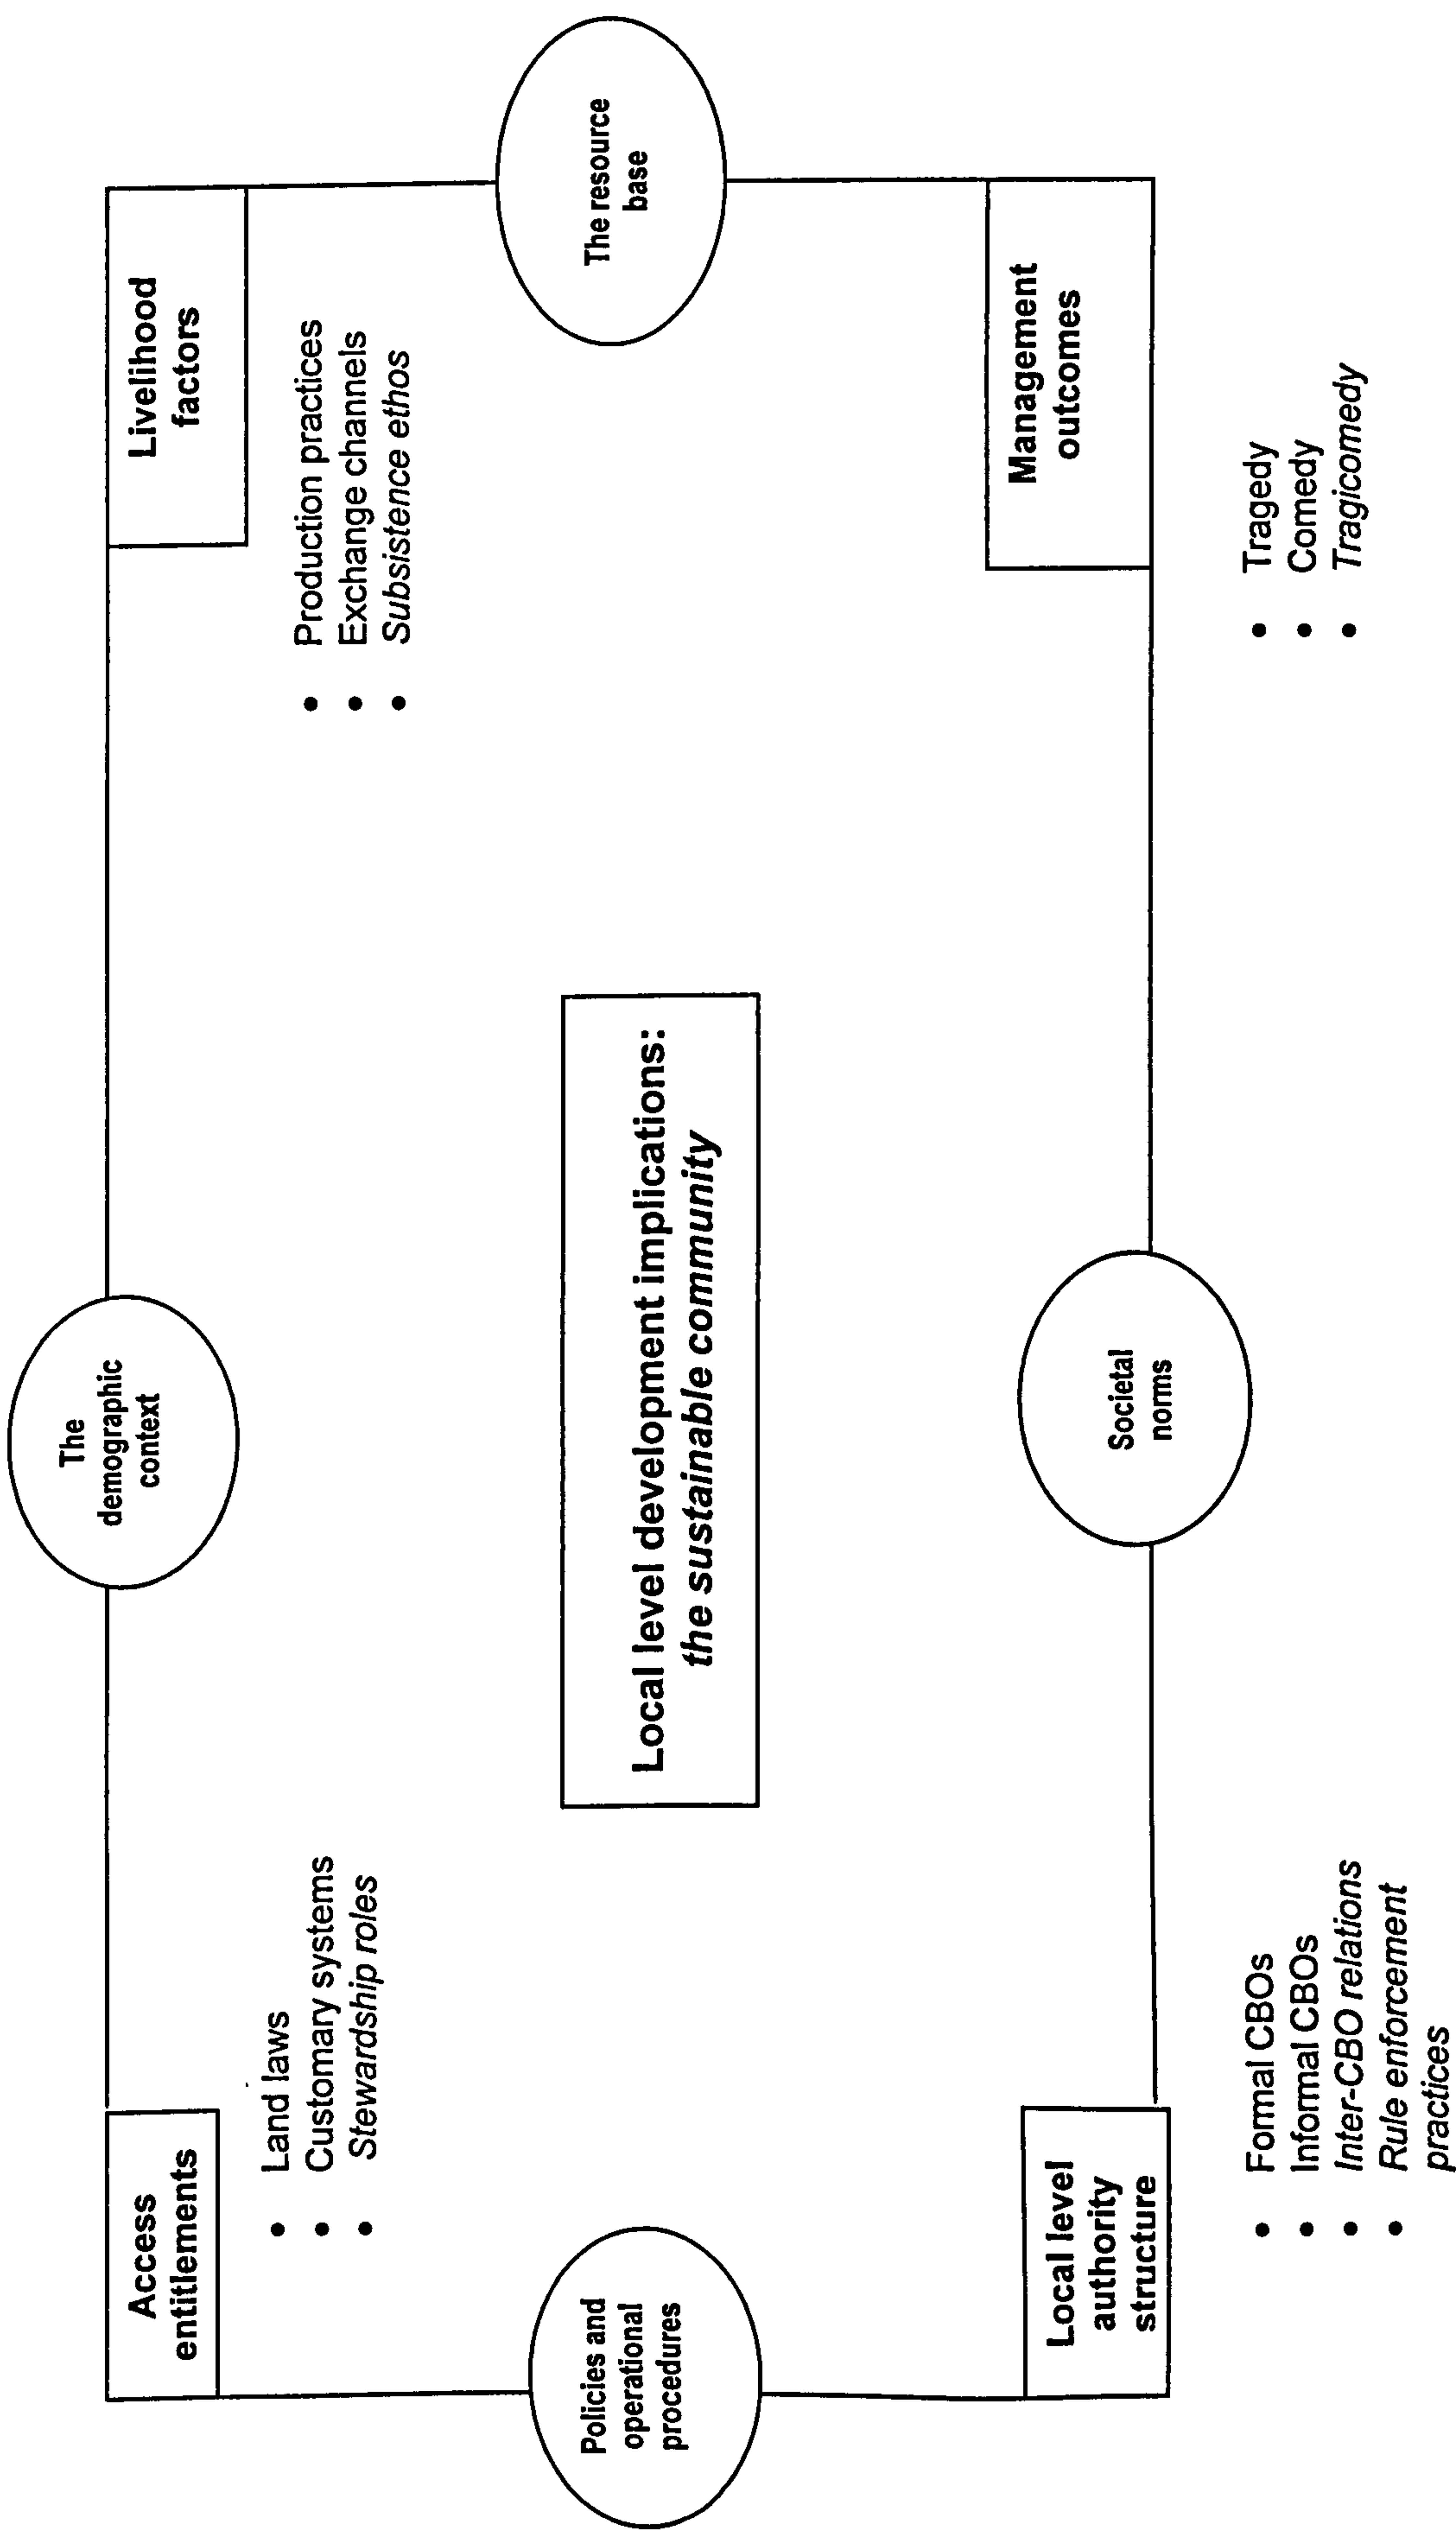 The
demographic
context
Access
entitlements
• Land laws
• Customary systems
• Stewardship roles
Livelihood
factors
• Production practices
• Exchange channels
• Subsistence ethos
Policies and
operational
procedures
Local level development implications:
the sustainable community
The resource
base
Local level
authority
structure
• Formal CBOs
• Informal CBOs
• Inter-CBO relations
• Rule enforcement
practices
Societal
norms
Management
outcomes
• Tragedy
• Comedy
• Tragicomedy